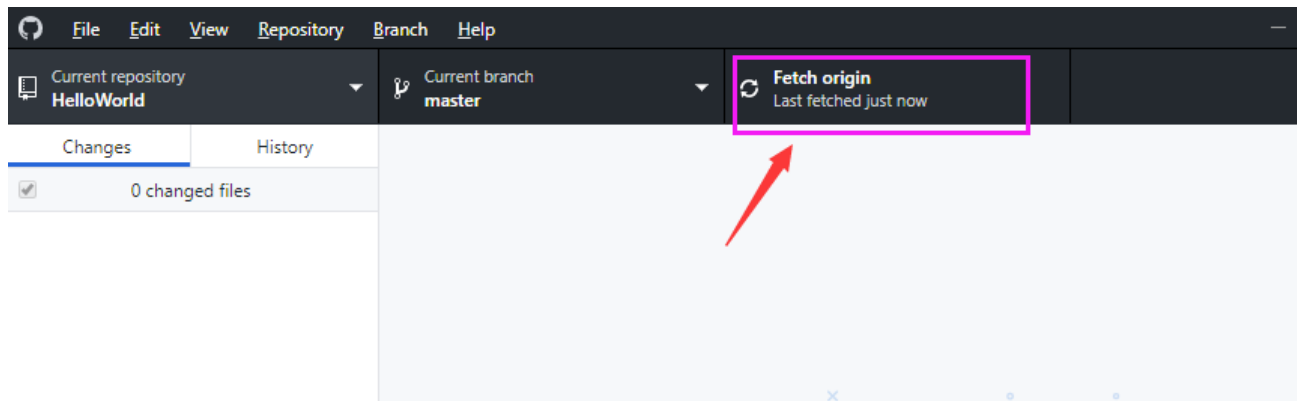 File Edit View Repository Branch Help
Current repository
HelloWorld
Current branch
master
Fetch origin
Last fetched just now
Changes History
0 changed files